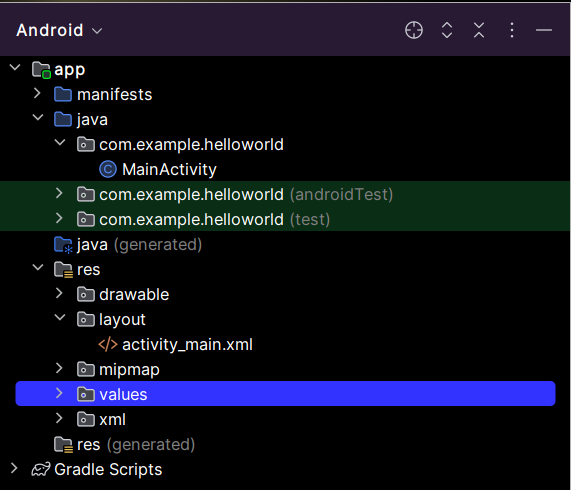 Android
app
manifests
java
com.example.helloworld
C MainActivity
com.example.helloworld (androidTest)
com.example.helloworld (test)
java (generated)
res
drawable
layout
</> activity_main.xml
mipmap
values
xml
res (generated)
Gradle Scripts